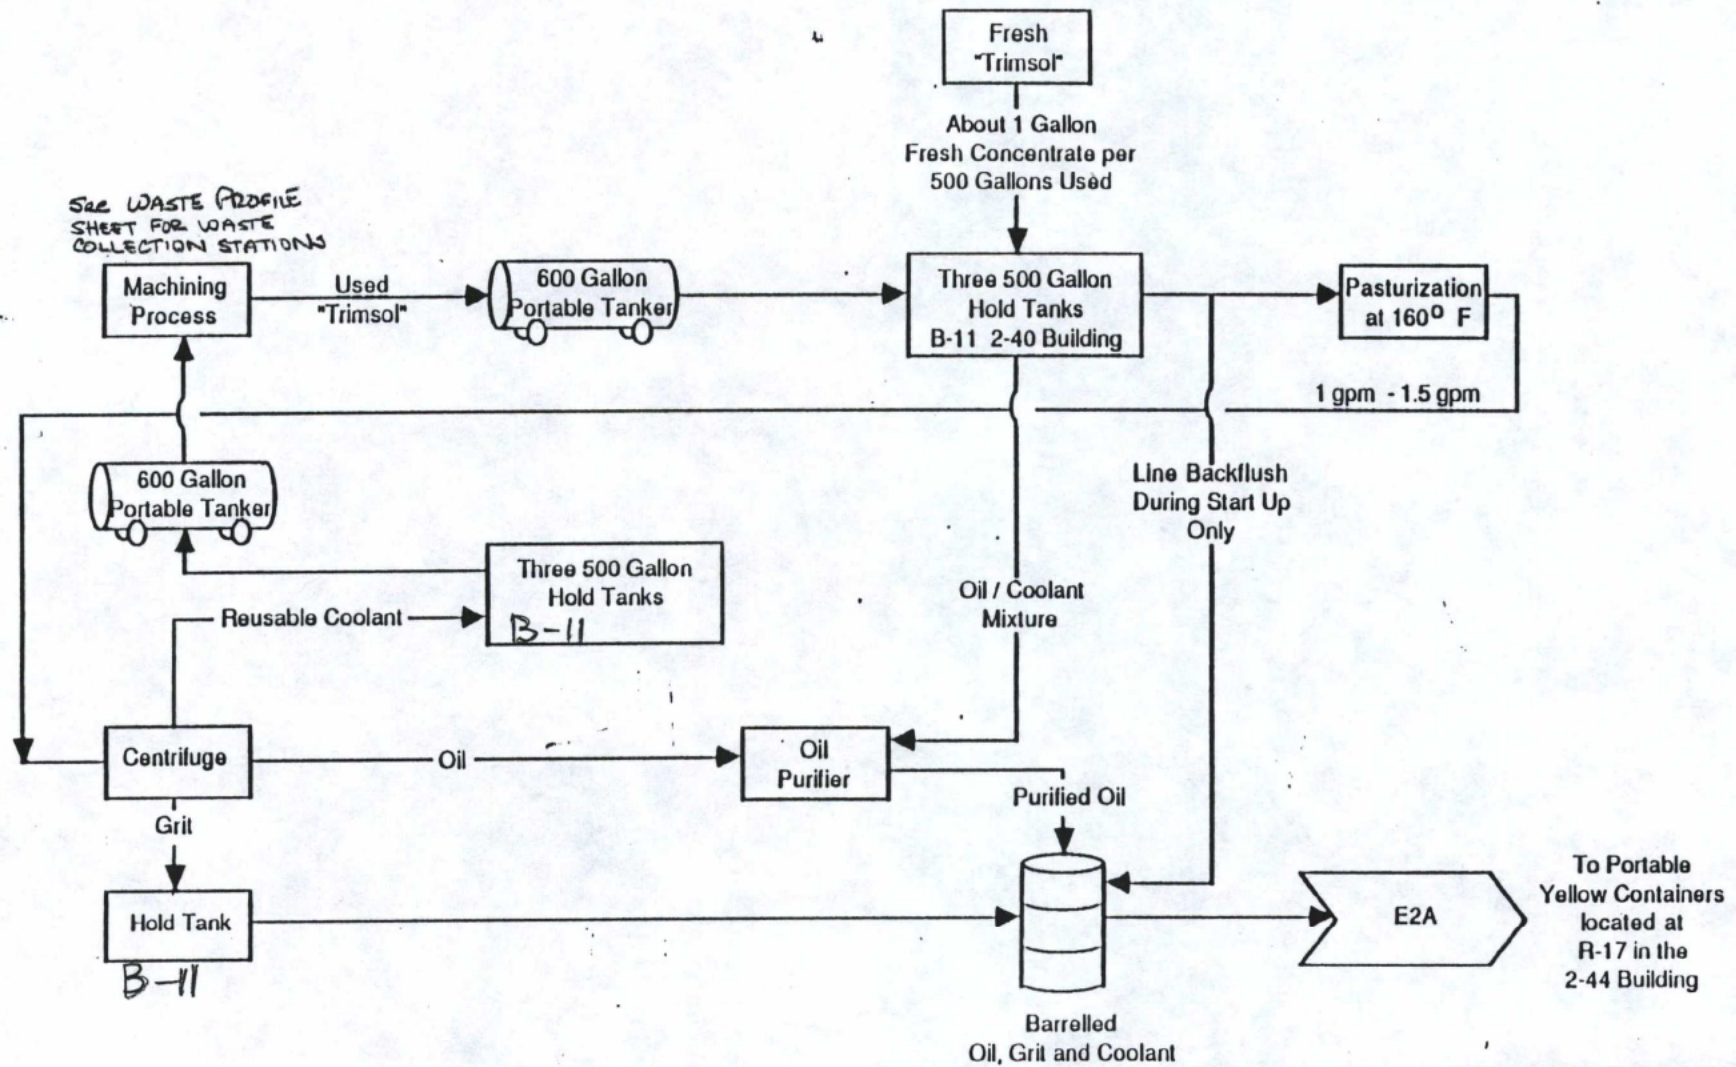 Fresh
"Trimsol"
About 1 Gallon
Fresh Concentrate per
500 Gallons Used
See WASTE PROFILE
SHEET FOR WASTE
COLLECTION STATIONS
Machining
Process
Used
"Trimsol"
600 Gallon
Portable Tanker
Three 500 Gallon
Hold Tanks
B-11 2-40 Building
Pasturization
at 160° F
1 gpm - 1.5 gpm
600 Gallon
Portable Tanker
Line Backflush
During Start Up
Only
Three 500 Gallon
Hold Tanks
B-11
Reusable Coolant
Oil / Coolant
Mixture
Centrifuge
Oil
Oil
Purifier
Purified Oil
Grit
Hold Tank
B-11
E2A
To Portable
Yellow Containers
located at
R-17 in the
2-44 Building
Barrelled
Oil, Grit and Coolant